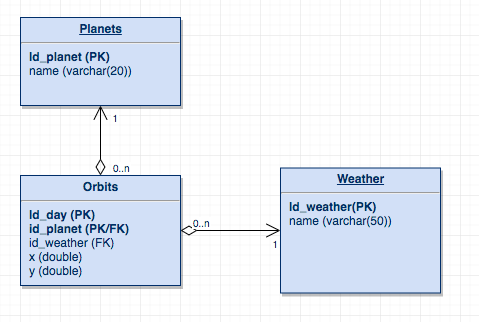 Planets
Id_planet (PK)
name (varchar(20))
1
0..n
Orbits
Id_day (PK)
id_planet (PK/FK)
id_weather (FK)
x (double)
y (double)
0..n
1
Weather
Id_weather(PK)
name (varchar(50))